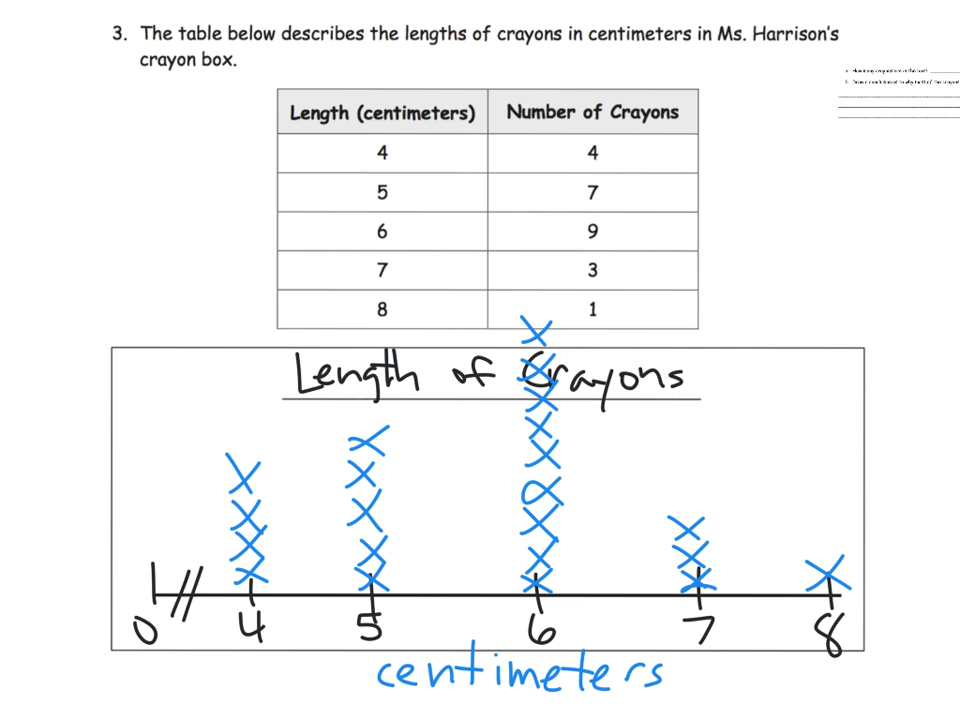 3. The table below describes the lengths of crayons in centimeters in Ms. Harrison's
crayon box.
Length (centimeters) Number of Crayons
4 4
5 7
6 9
7 3
8 1
Length of Crayons
0 4 5 6 7 8
centimeters